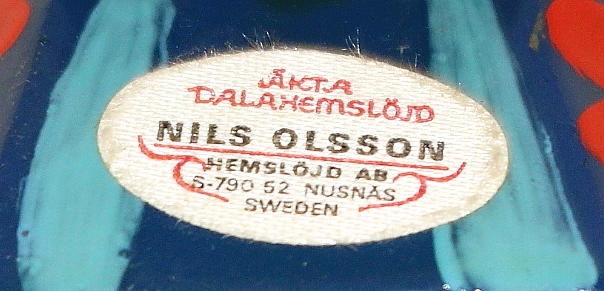 ÄKTA
DALAHEMSLÖJD
NILS OLSSON
HEMSLÖJD AB
S-790 52 NUSNÄS
SWEDEN